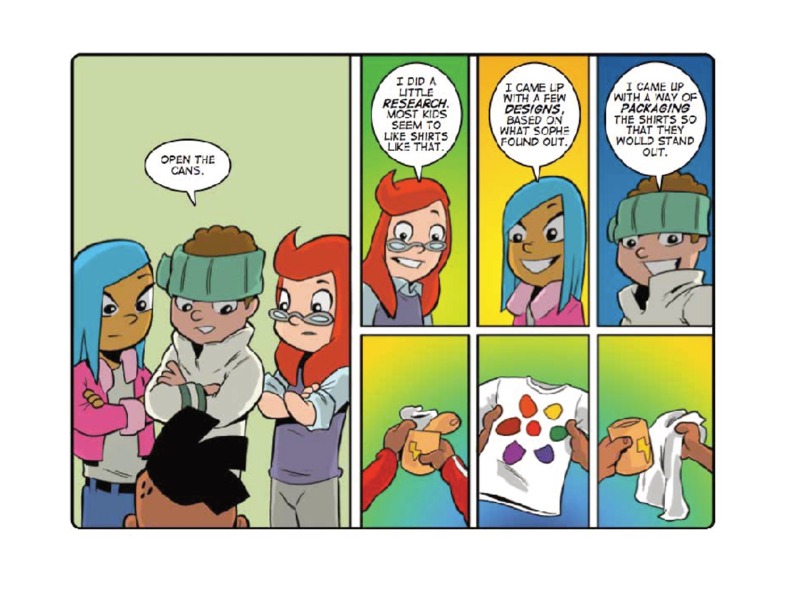 OPEN THE
CANS.
I DID A
LITTLE
RESEARCH.
MOST KIDS
SEEM TO
LIKE SHIRTS
LIKE THAT.
I CAME UP
WITH A FEW
DESIGNS,
BASED ON
WHAT SOPHE
FOUND OUT.
I CAME UP
WITH A WAY OF
PACKAGING
THE SHIRTS SO
THAT THEY
WOULD STAND
OUT.